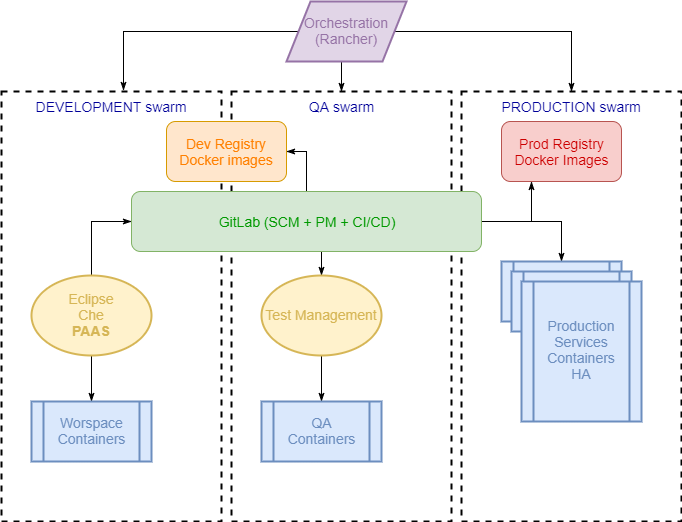 Orchestration
(Rancher)
DEVELOPMENT swarm
QA swarm
PRODUCTION swarm
Dev Registry
Docker images
Prod Registry
Docker Images
GitLab (SCM + PM + CI/CD)
Eclipse
Che
PAAS
Test Management
Production
Services
Containers
HA
Worspace
Containers
QA
Containers